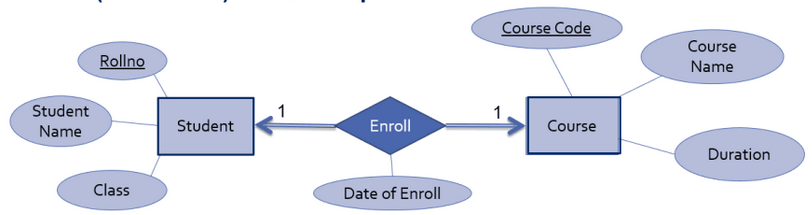 Course Code
Course
Name
Rollno
Student
Name
Student
1
Enroll
1
Course
Duration
Class
Date of Enroll